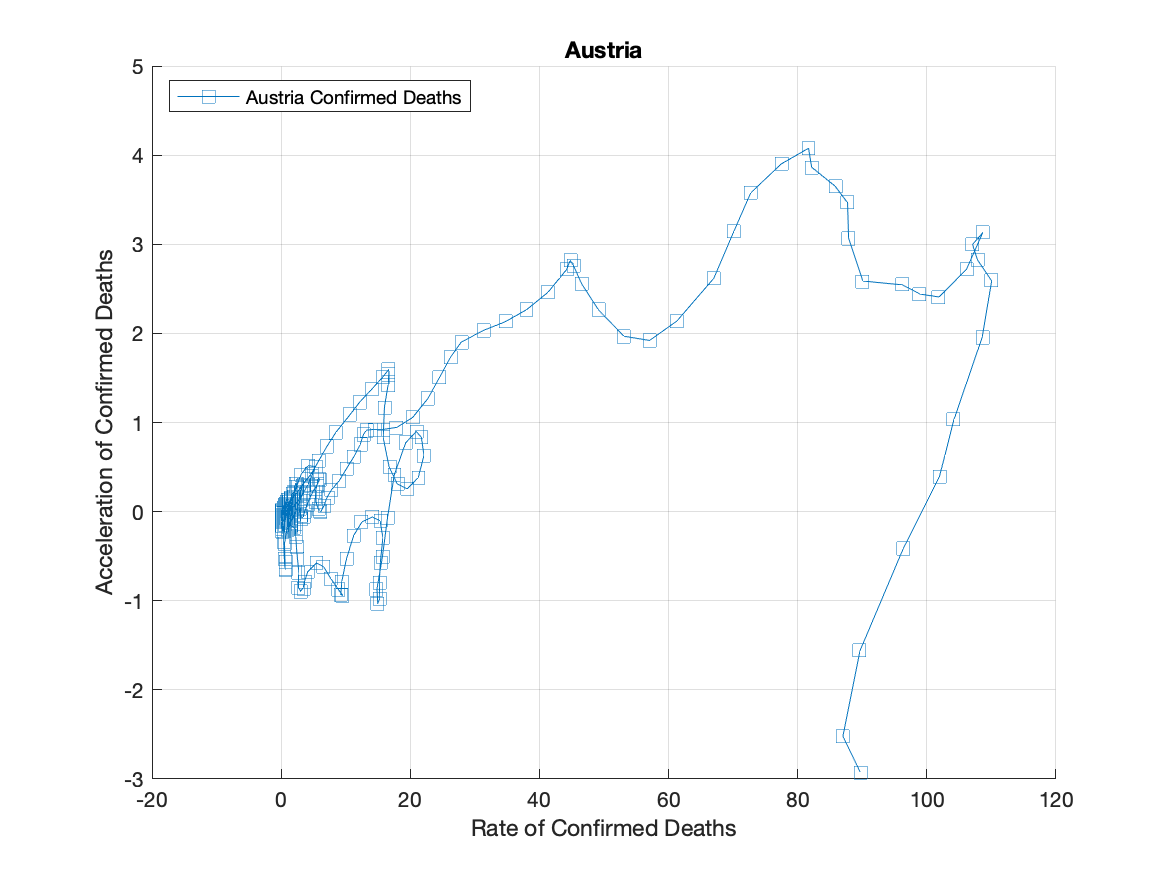 Austria
5
Austria Confirmed Deaths
4
3
2
1
0
-1
-2
-3
Acceleration of Confirmed Deaths
-20 0 20 40 60 80 100 120
Rate of Confirmed Deaths